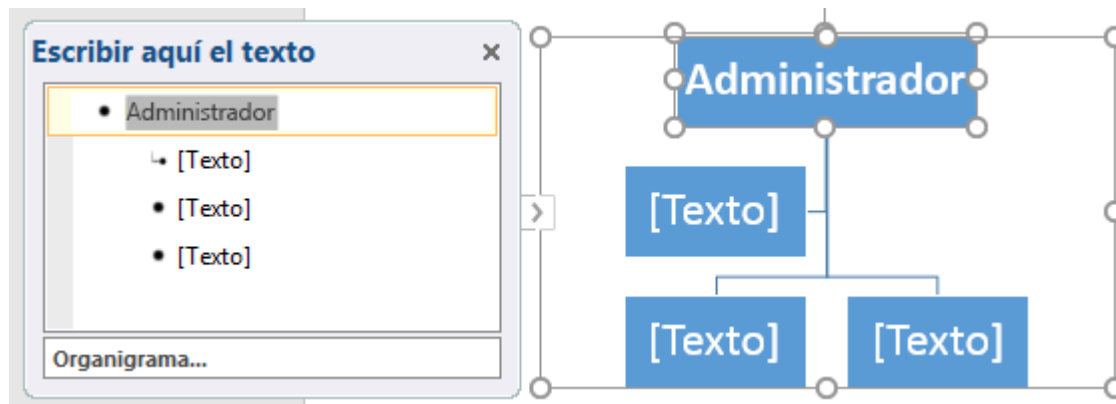 Escribir aquí el texto
Administrador
[Texto]
[Texto]
[Texto]
Organigrama...
Administrador
[Texto]
[Texto] [Texto]